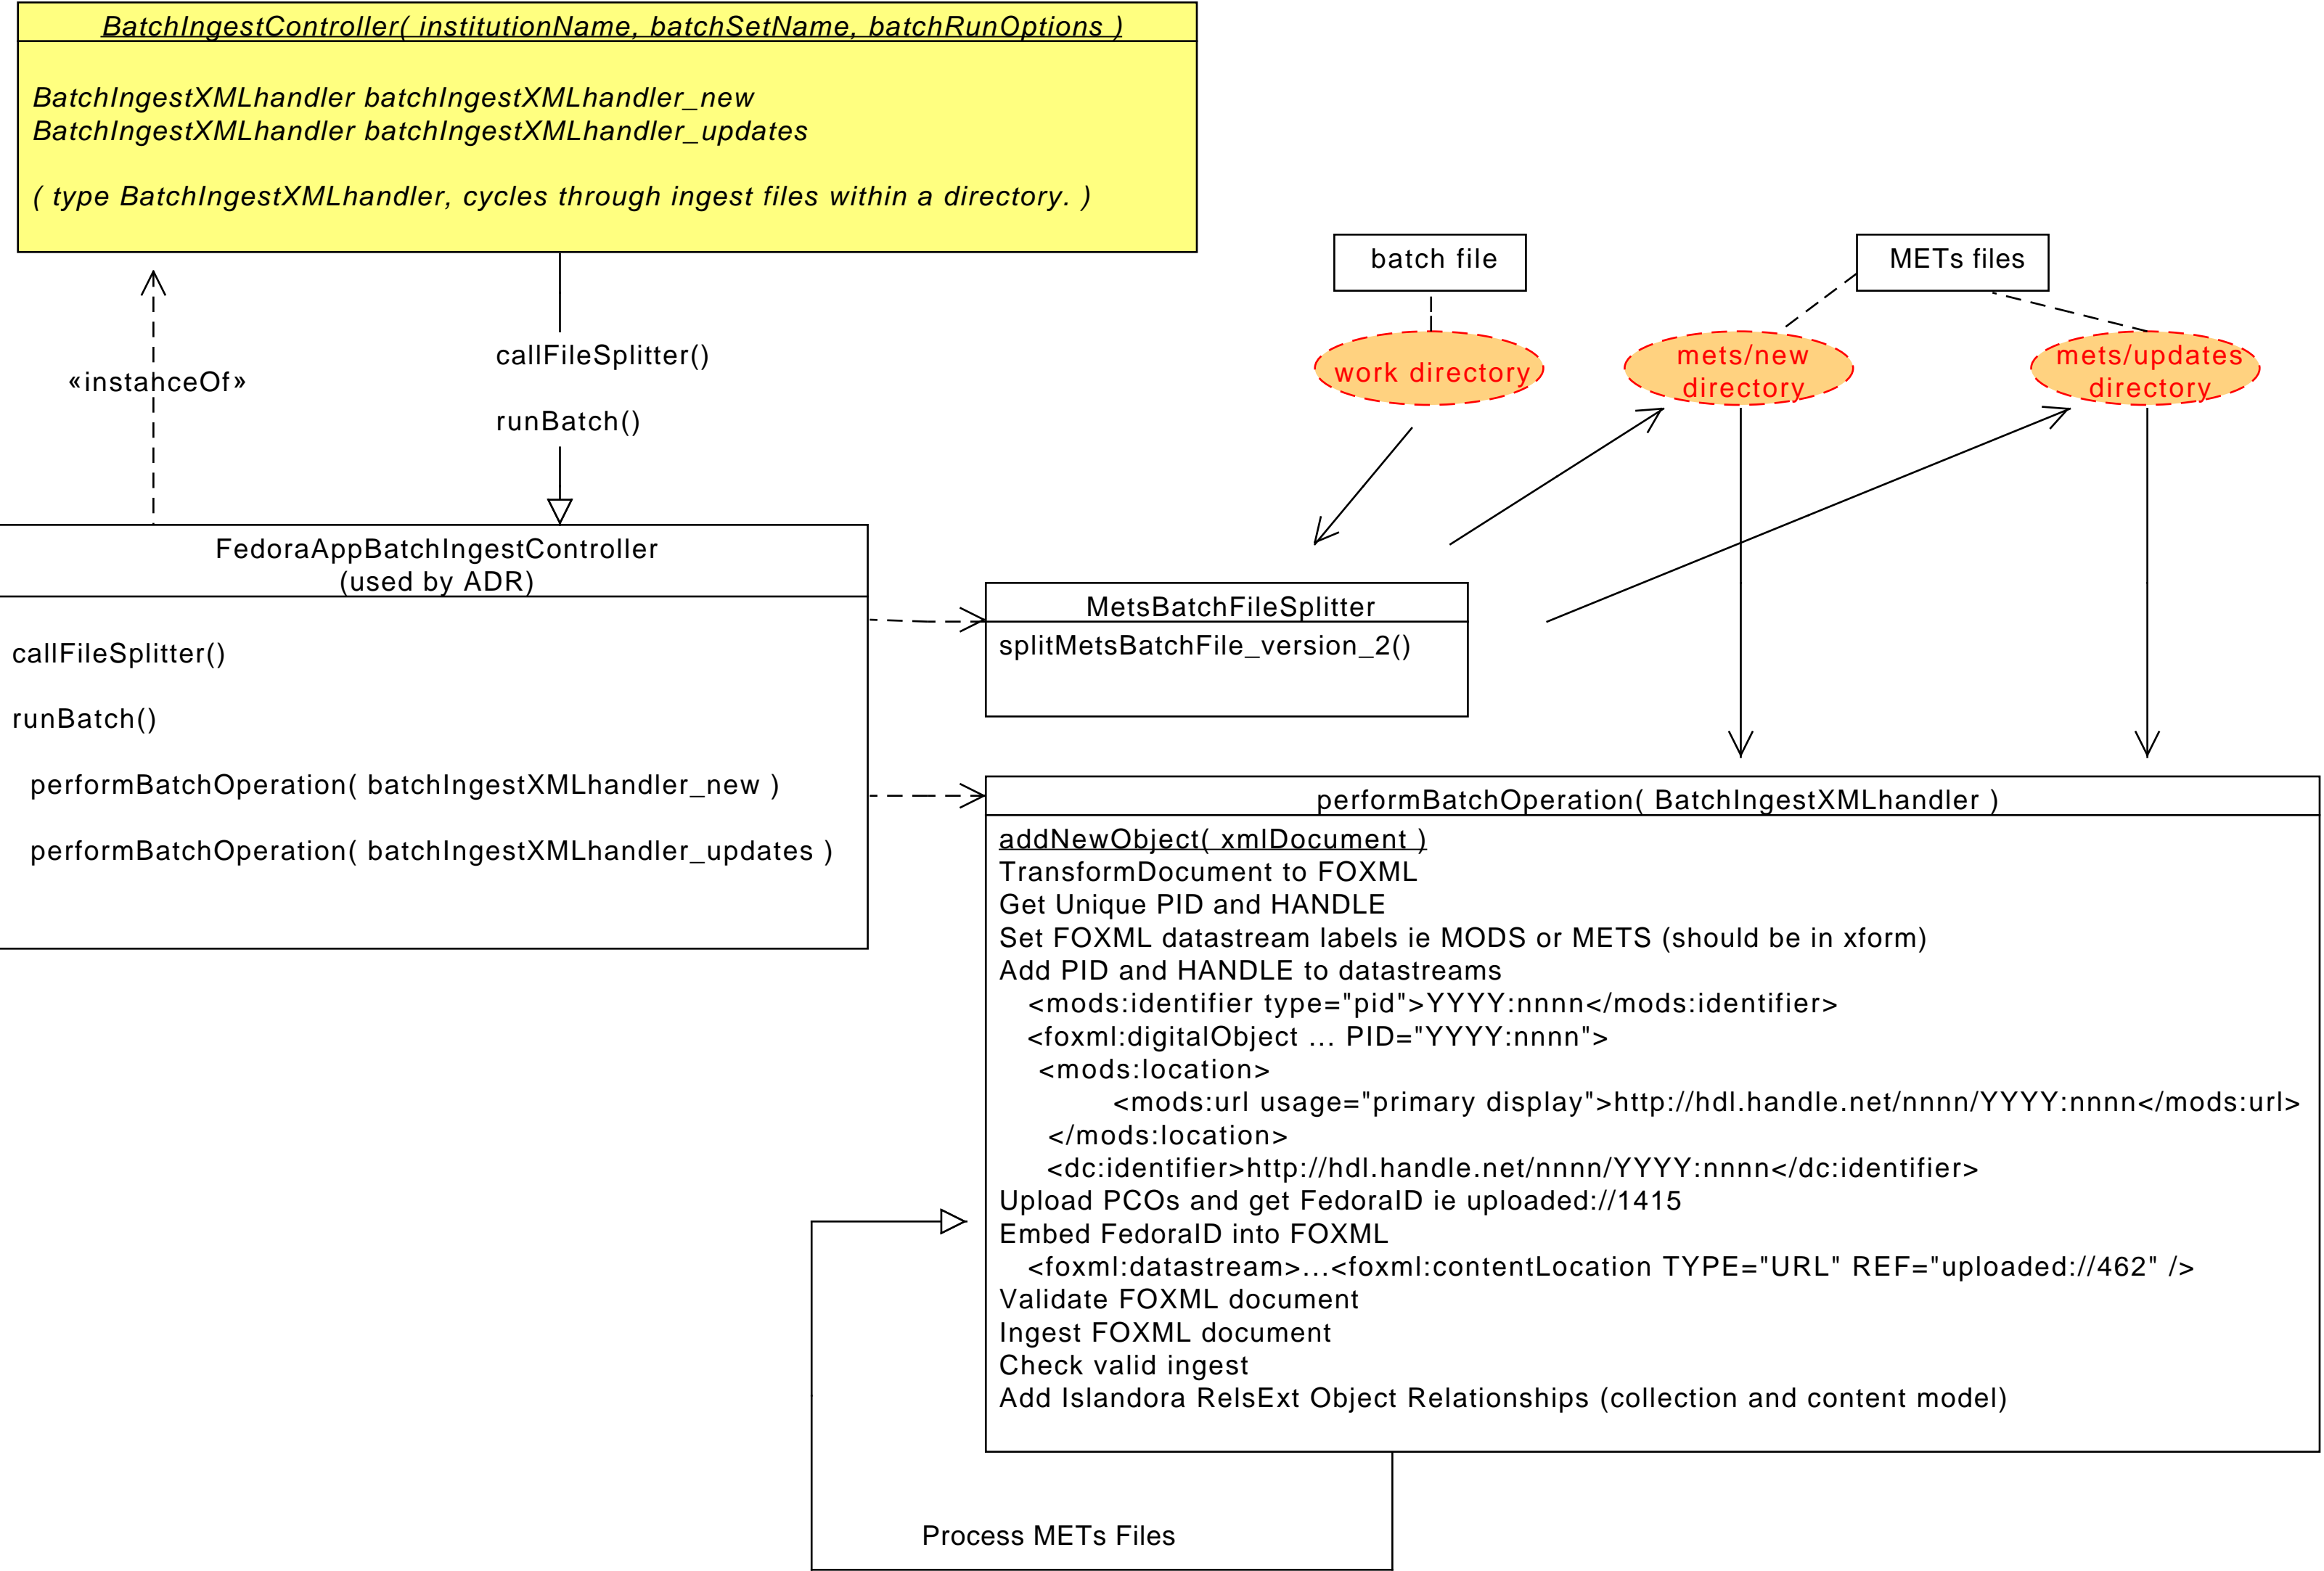 BatchIngestController( institutionName, batchSetName, batchRunOptions )
BatchIngestXMLhandler batchIngestXMLhandler_new
BatchIngestXMLhandler batchIngestXMLhandler_updates
( type BatchIngestXMLhandler, cycles through ingest files within a directory. )
batch file
METs files
callFileSplitter()
runBatch()
«instanceOf»
work directory
mets/new
directory
mets/updates
directory
FedoraAppBatchIngestController
(used by ADR)
callFileSplitter()
runBatch()
performBatchOperation( batchIngestXMLhandler_new )
performBatchOperation( batchIngestXMLhandler_updates )
MetsBatchFileSplitter
splitMetsBatchFile_version_2()
performBatchOperation( BatchIngestXMLhandler )
addNewObject( xmlDocument )
TransformDocument to FOXML
Get Unique PID and HANDLE
Set FOXML datastream labels ie MODS or METS (should be in xform)
Add PID and HANDLE to datastreams
<mods:identifier type="pid">YYYY:nnnn</mods:identifier>
<foxml:digitalObject ... PID="YYYY:nnnn">
<mods:location>
<mods:url usage="primary display">http://hdl.handle.net/nnnn/YYYY:nnnn</mods:url>
</mods:location>
<dc:identifier>http://hdl.handle.net/nnnn/YYYY:nnnn</dc:identifier>
Upload PCOs and get FedoraID ie uploaded://1415
Embed FedoraID into FOXML
<foxml:datastream>...<foxml:contentLocation TYPE="URL" REF="uploaded://462" />
Validate FOXML document
Ingest FOXML document
Check valid ingest
Add Islandora RelsExt Object Relationships (collection and content model)
Process METs Files